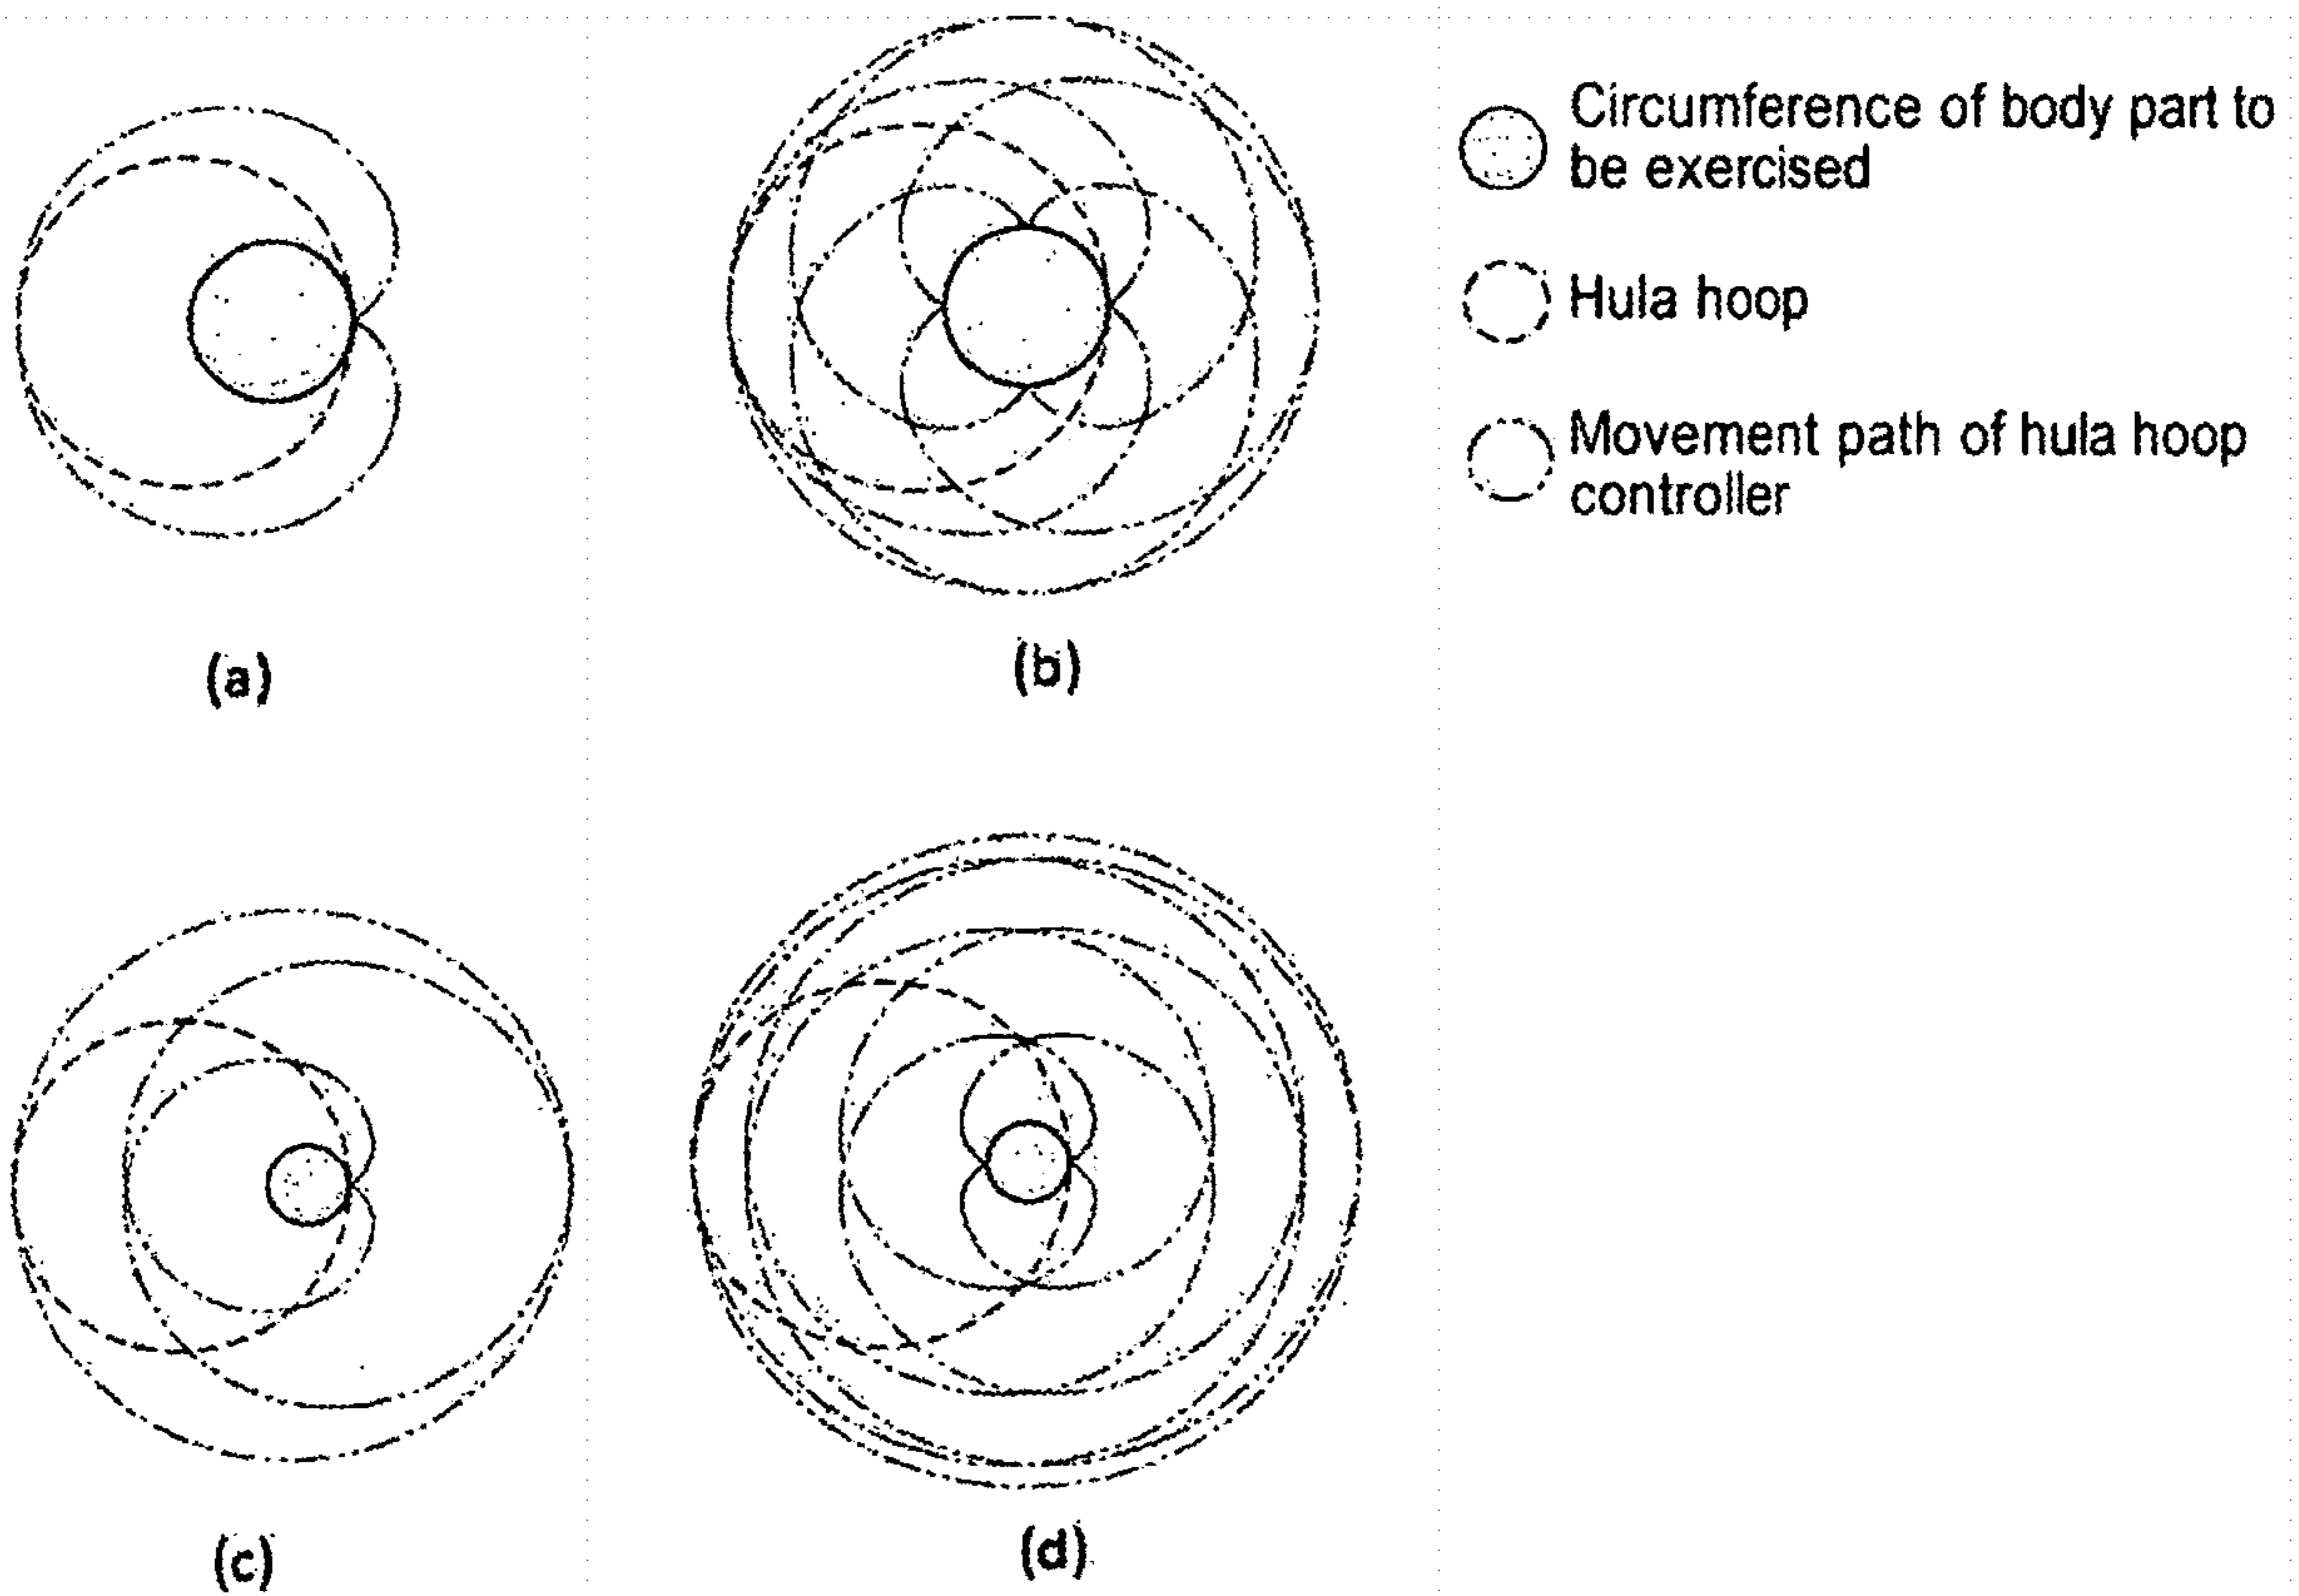 Circumference of body part to
be exercised
Hula hoop
Movement path of hula hoop
controller
(a)
(b)
(c)
(d)